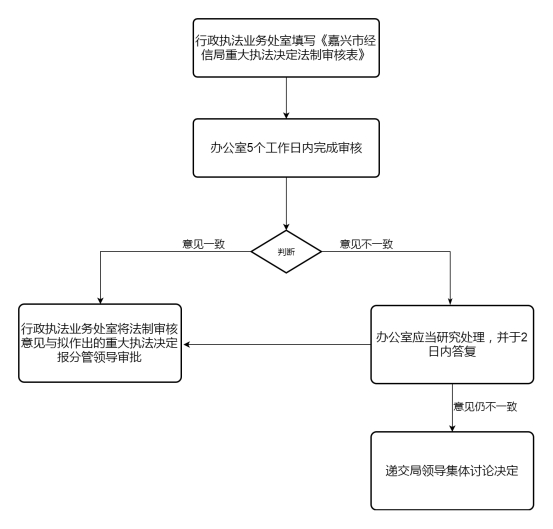 行政执法业务处室填写《嘉兴市经
信局重大执法决定法制审核表》
办公室5个工作日内完成审核
判断
意见一致
意见不一致
行政执法业务处室将法制审核
意见与拟作出的重大执法决定
报分管领导审批
办公室应当研究处理，并于2
日内答复
意见仍不一致
递交局领导集体讨论决定